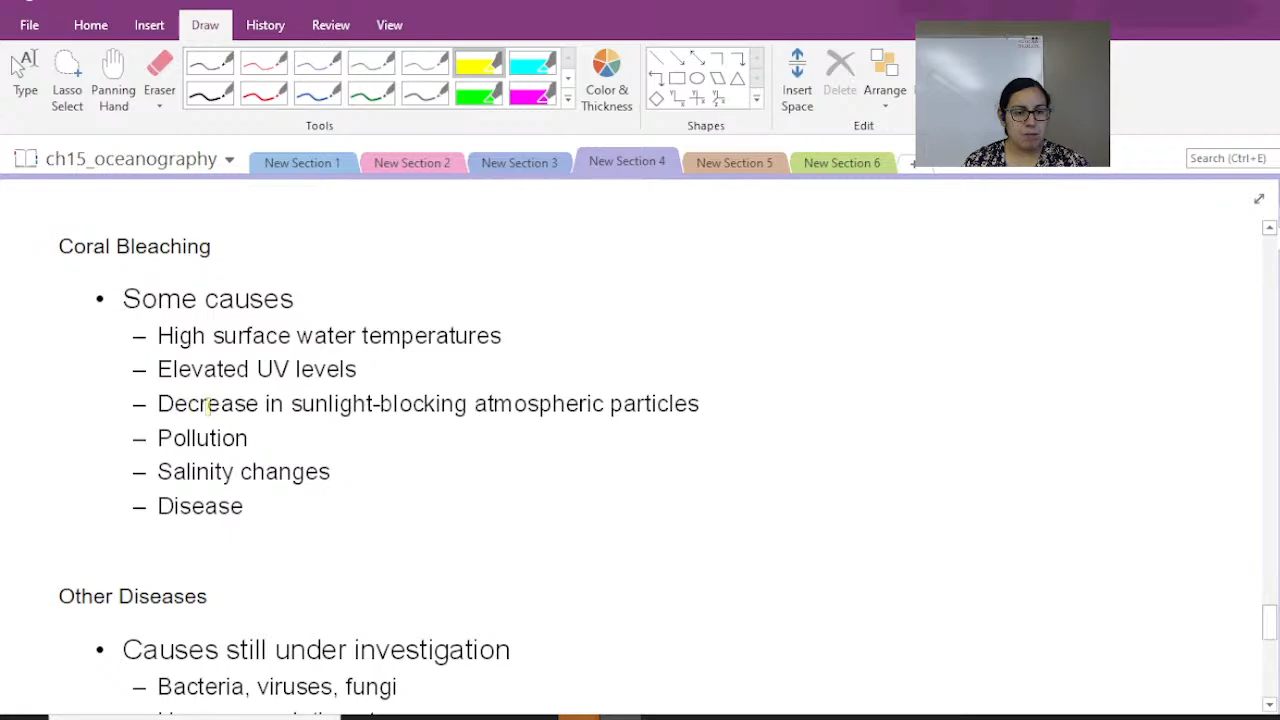 File Home Insert Draw History Review View
Type
Lasso Select
Panning Hand
Eraser
Color & Thickness
Insert Space
Delete
Arrange
Tools
Shapes
Edit
ch15_oceanography
New Section 1
New Section 2
New Section 3
New Section 4
New Section 5
New Section 6
Search (Ctrl+E)
Coral Bleaching
• Some causes
– High surface water temperatures
– Elevated UV levels
– Decrease in sunlight-blocking atmospheric particles
– Pollution
– Salinity changes
– Disease
Other Diseases
• Causes still under investigation
– Bacteria, viruses, fungi